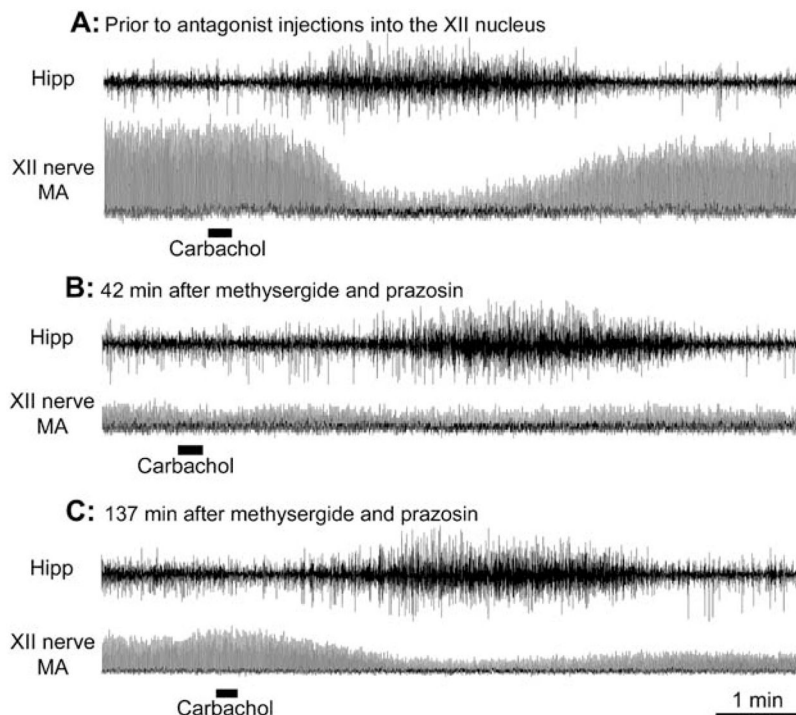 A: Prior to antagonist injections into the XII nucleus
Hipp
XII nerve
MA
Carbachol
B: 42 min after methysergide and prazosin
Hipp
XII nerve
MA
Carbachol
C: 137 min after methysergide and prazosin
Hipp
XII nerve
MA
Carbachol
1 min